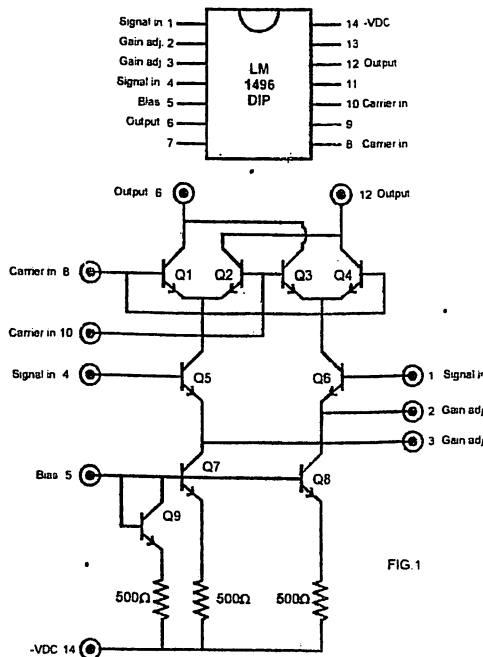 Signal in 1
Gain adj. 2
Gain adj. 3
Signal in 4
Bias 5
Output 6
7
LM
1496
DIP
14 -VDC
13
12 Output
11
10 Carrier in
9
8 Carrier in
Output 6
12 Output
Carrier in 8
Q1
Q2
Q3
Q4
Carrier in 10
Signal in 4
Q5
Q6
1 Signal in
2 Gain adj
3 Gain adj
Bias 5
Q7
Q8
Q9
FIG.1
500Ω
500Ω
500Ω
-VDC 14